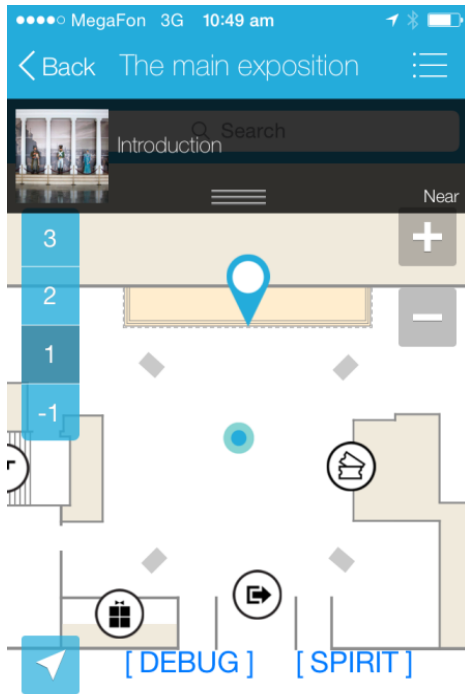 MegaFon 3G 10:49 am
Back The main exposition
Search
Introduction
Near
3
2
1
-1
[ DEBUG ] [ SPIRIT ]